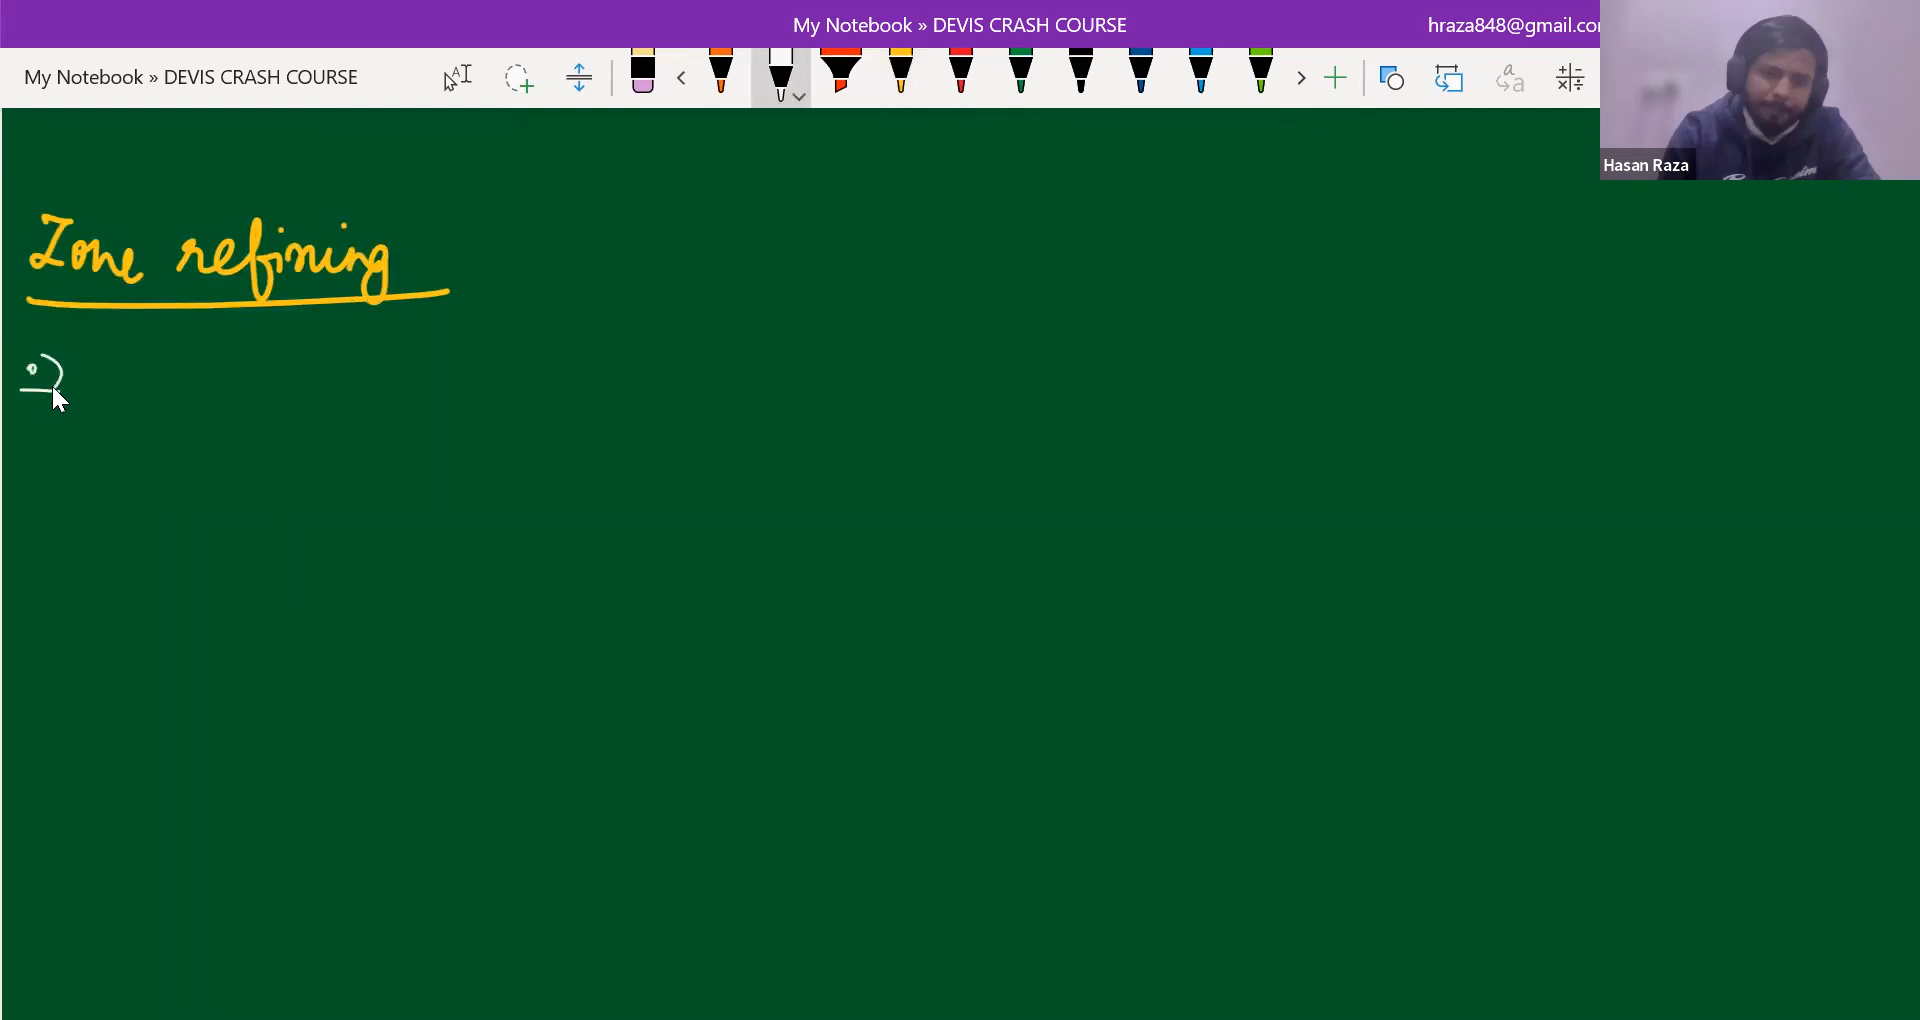 My Notebook » DEVIS CRASH COURSE
hraza848@gmail.co
My Notebook » DEVIS CRASH COURSE
Hasan Raza
Zone refining